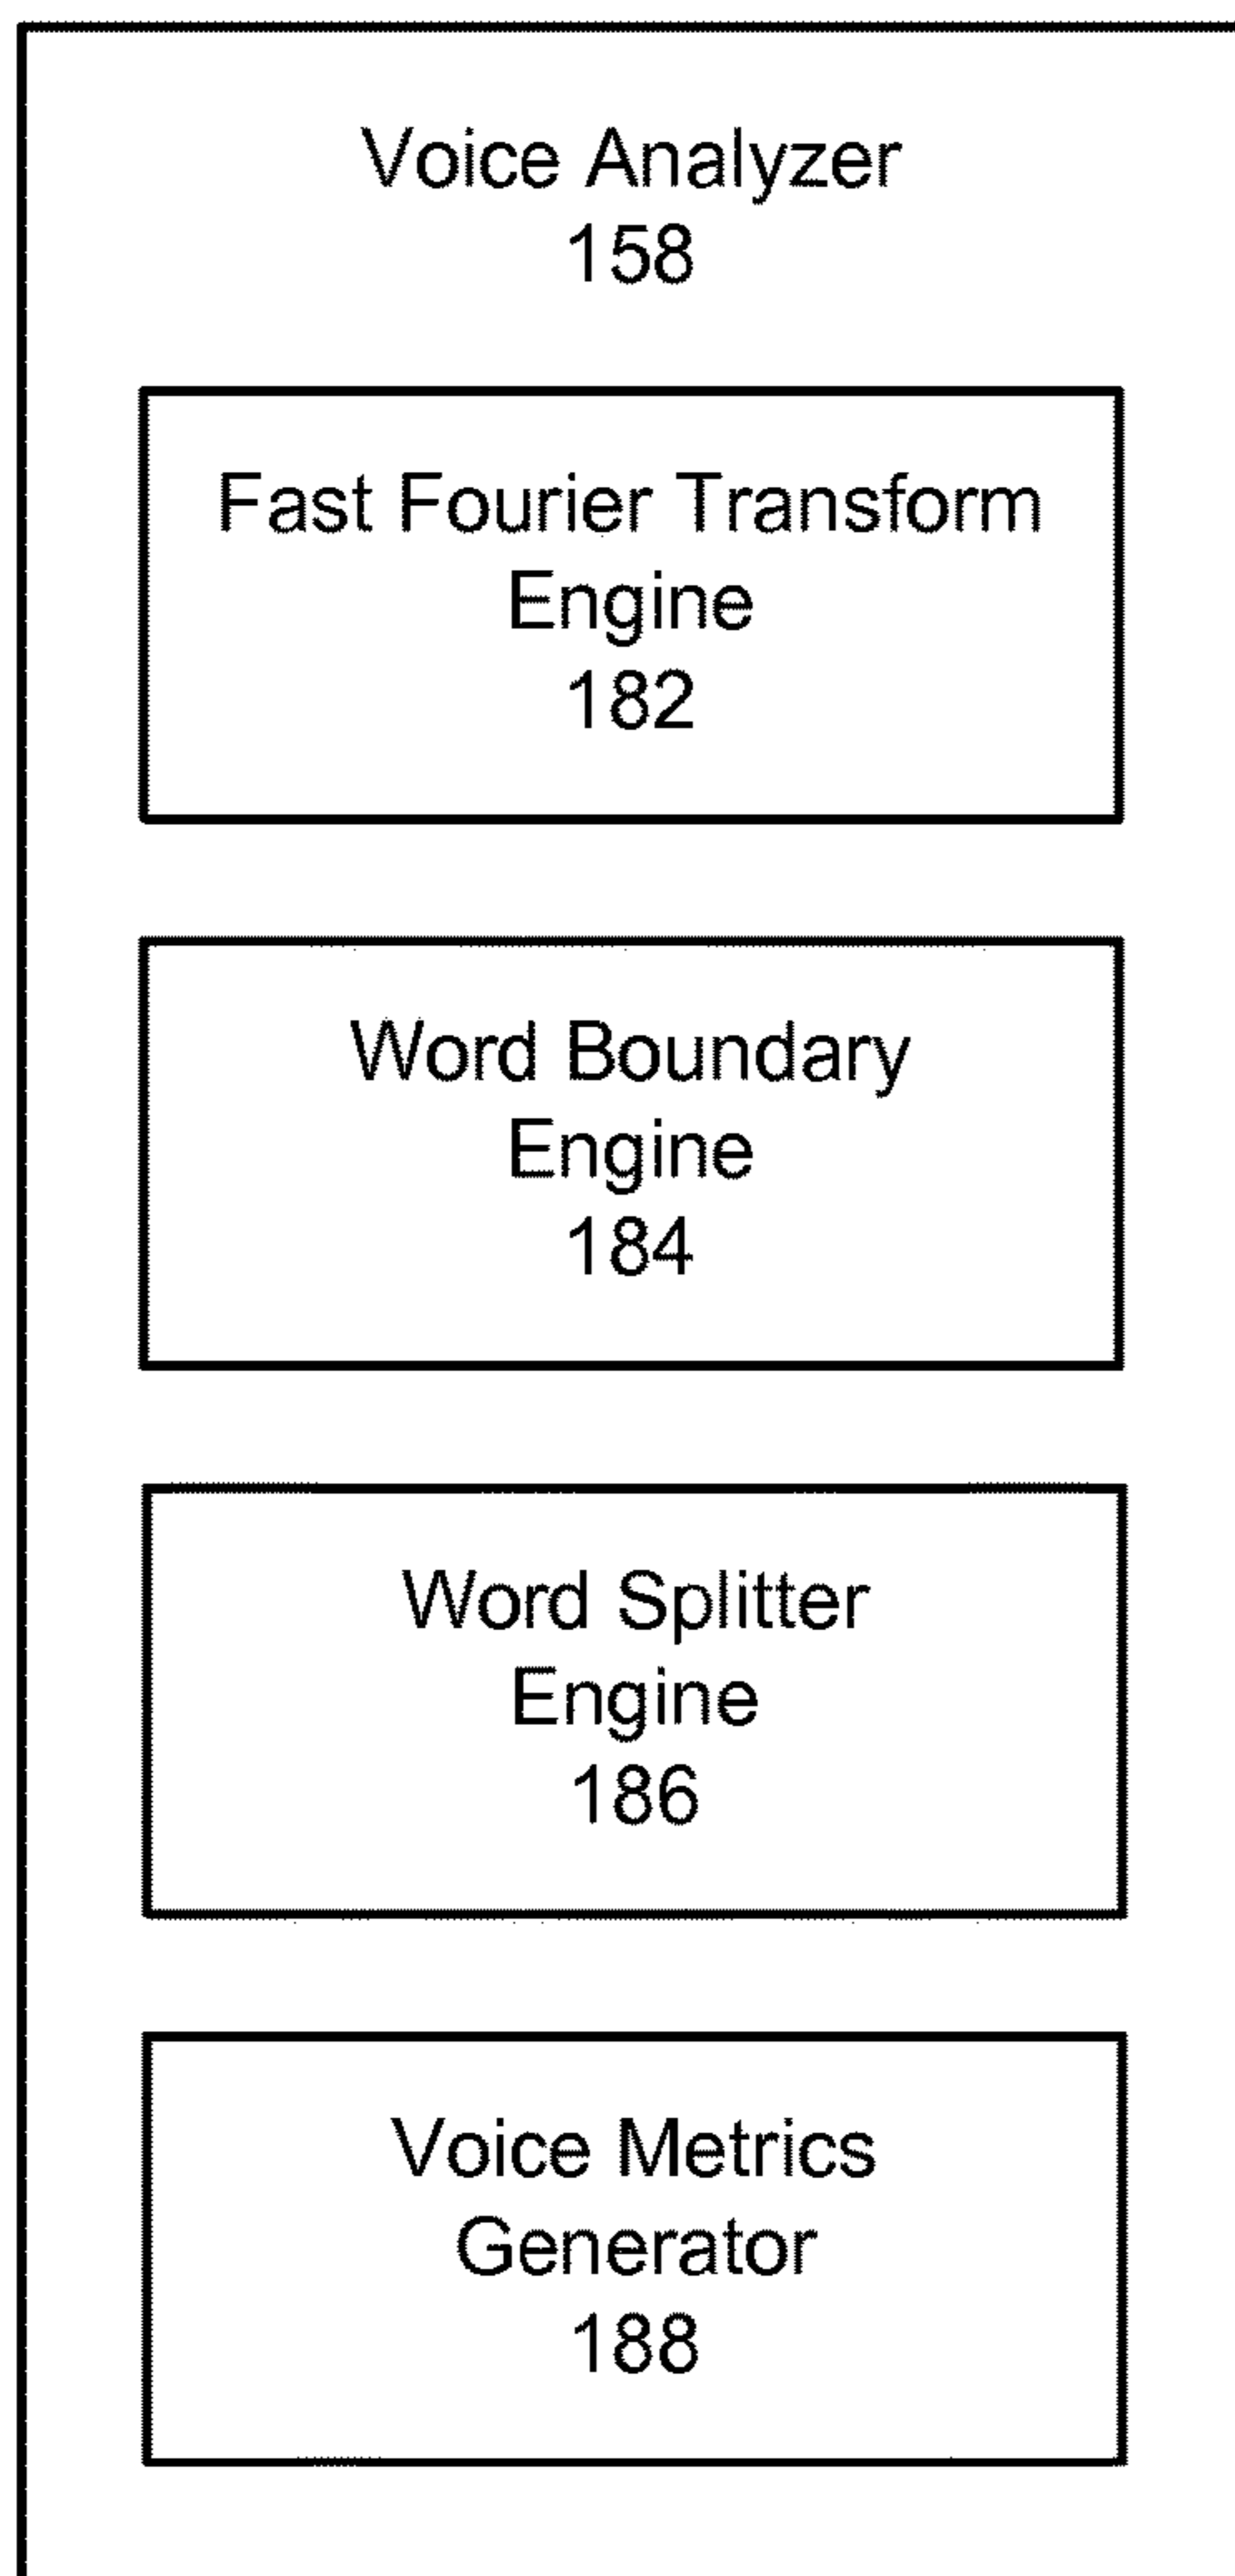 Voice Analyzer
158
Fast Fourier Transform
Engine
182
Word Boundary
Engine
184
Word Splitter
Engine
186
Voice Metrics
Generator
188